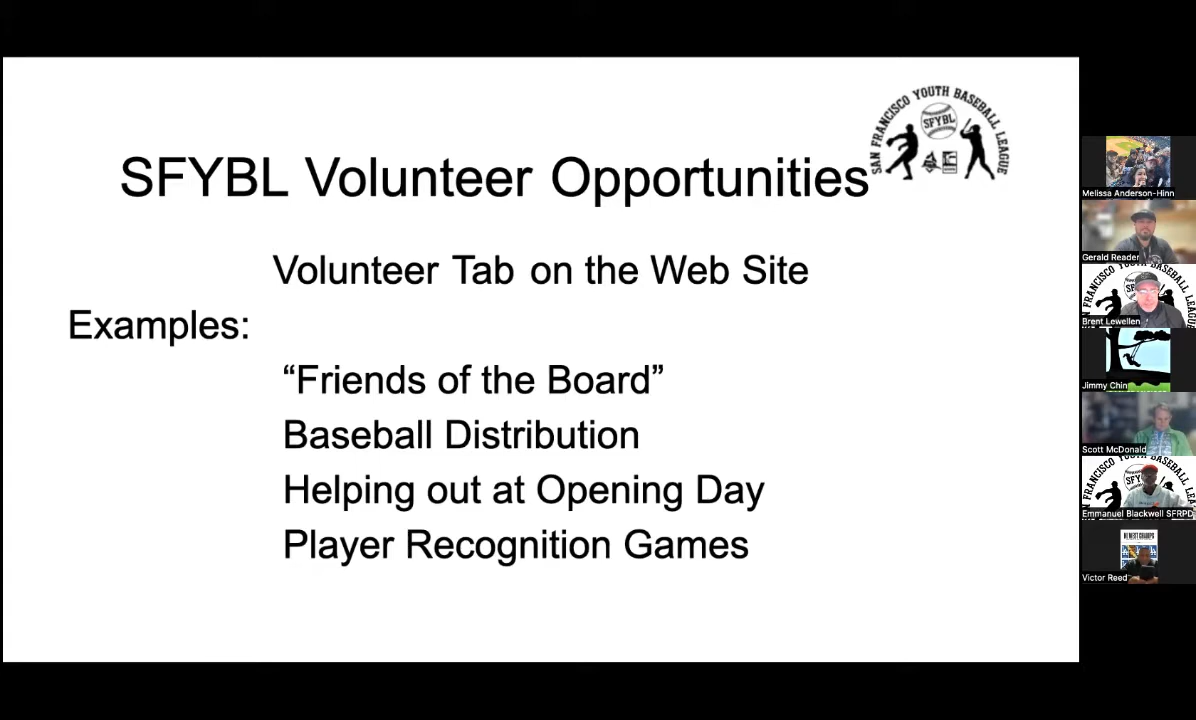 SAN FRANCISCO YOUTH BASEBALL LEAGUE
SFYBL
SFYBL Volunteer Opportunities
Volunteer Tab on the Web Site
Examples:
“Friends of the Board”
Baseball Distribution
Helping out at Opening Day
Player Recognition Games
Melissa Anderson-Hinn
Gerald Reader
Brent Lewellen
Jimmy Chin
Scott McDonald
Emmanuel Blackwell SFRPD
Victor Reed